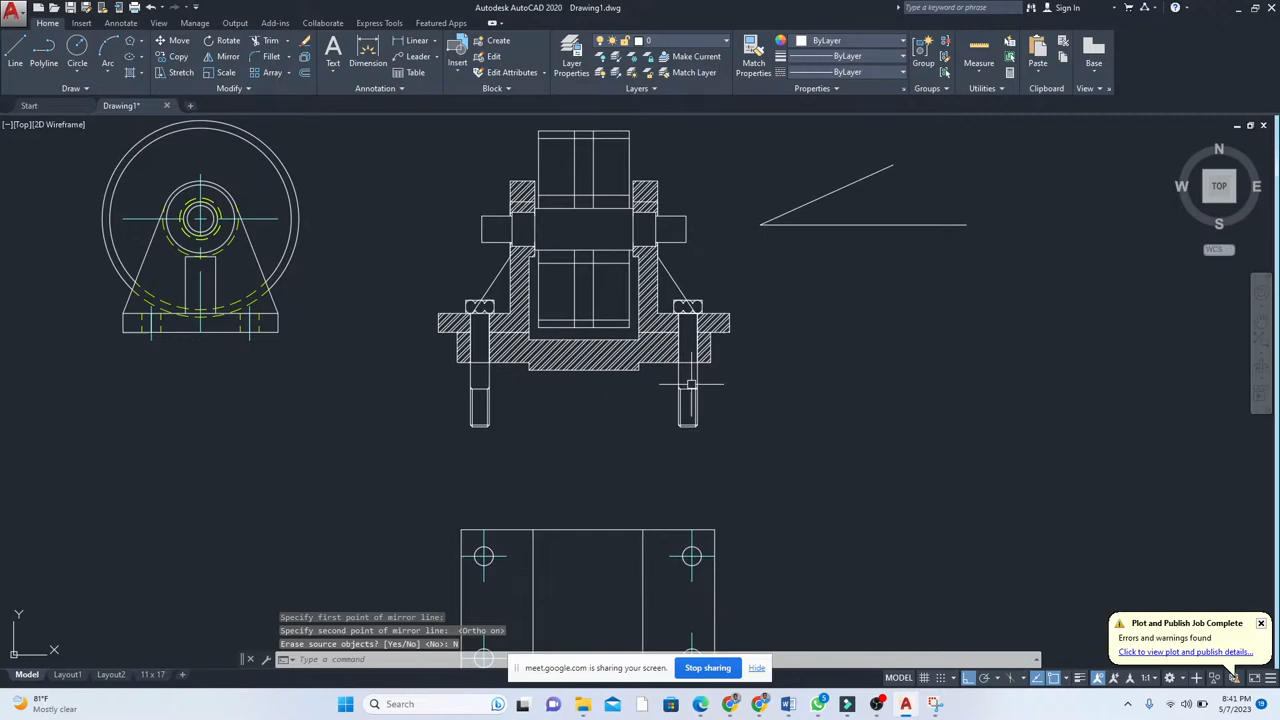 Autodesk AutoCAD 2020 Drawing1.dwg
Type a keyword or phrase
Sign In
Home Insert Annotate Parametric View Manage Output Add-ins Collaborate Express Tools Featured Apps
Line Polyline Circle Arc
Move Rotate Trim
Copy Mirror Fillet
Stretch Scale Array
Text Dimension
Linear
Leader
Table
Insert
Create
Edit
Edit Attributes
Layer Properties
0
Make Current
Match Layer
Match Properties
ByLayer
ByLayer
ByLayer
Group
Measure
Paste
Base
Draw Modify Annotation Block Layers Properties Groups Utilities Clipboard View
Start Drawing1*
[−][Top][2D Wireframe]
N
W TOP E
S
WCS
Y
X
Specify first point of mirror line:
Specify second point of mirror line: <Ortho on>
Erase source objects? [Yes/No] <No>: N
Type a command
Plot and Publish Job Complete
Errors and warnings found
Click to view plot and publish details...
meet.google.com is sharing your screen. Stop sharing Hide
Model Layout1 Layout2 11 x 17
MODEL 1:1
81°F
Mostly clear
Search
5
8:41 PM
5/7/2023
19